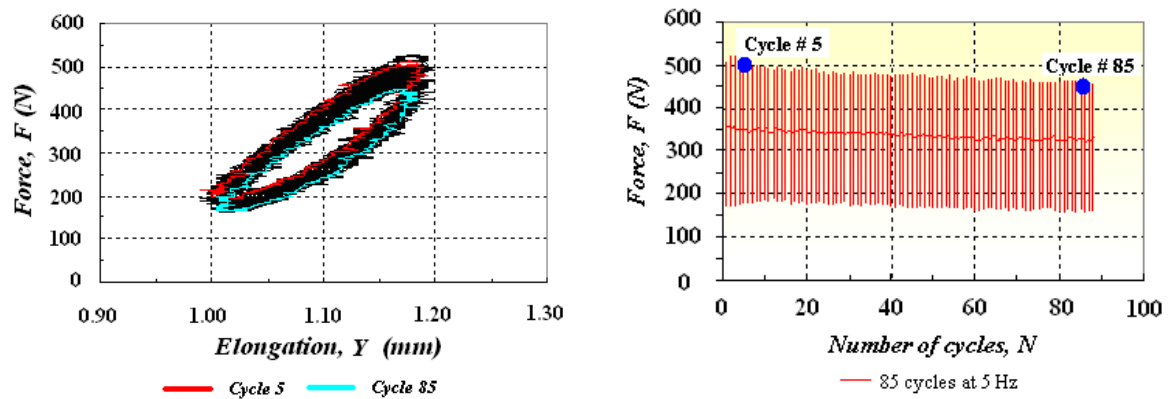 600
500
400
300
200
100
0
Force, F (N)
0.90
1.00
1.10
1.20
1.30
Elongation, Y (mm)
Cycle 5
Cycle 85
600
500
400
300
200
100
0
Force, F (N)
Cycle # 5
Cycle # 85
0
20
40
60
80
100
Number of cycles, N
85 cycles at 5 Hz